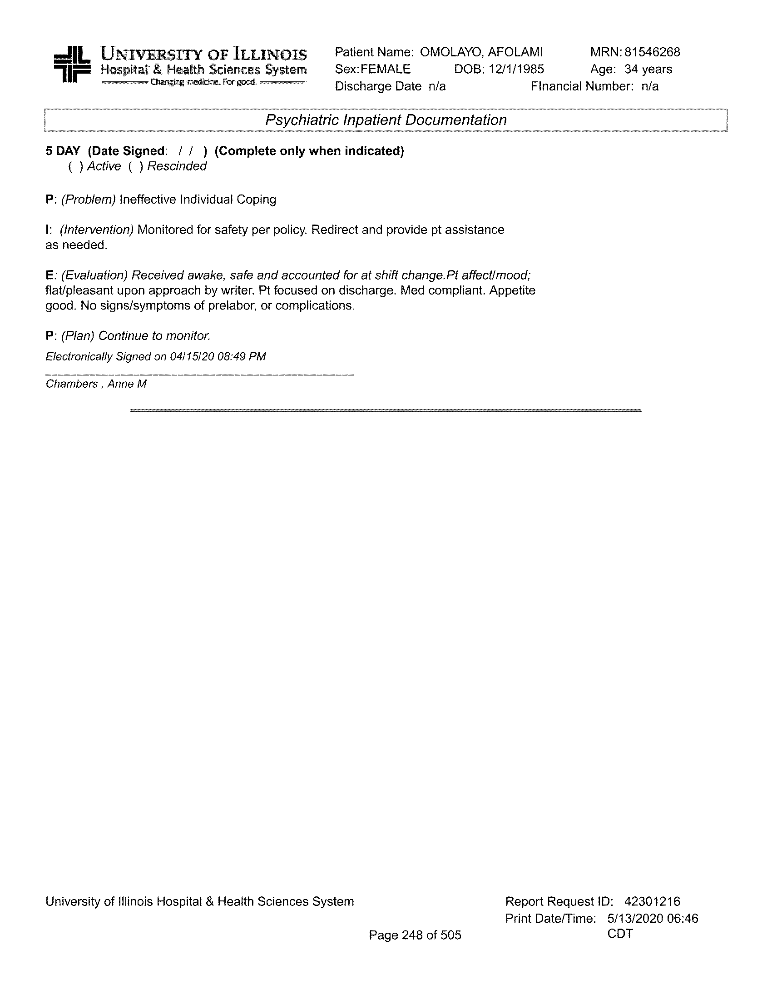 UNIVERSITY OF ILLINOIS
Hospital & Health Sciences System
Changing medicine. For good.
Patient Name: OMOLAYO, AFOLAMI MRN: 81546268
Sex: FEMALE DOB: 12/1/1985 Age: 34 years
Discharge Date n/a FInancial Number: n/a
Psychiatric Inpatient Documentation
5 DAY (Date Signed: / / ) (Complete only when indicated)
( ) Active ( ) Rescinded
P: (Problem) Ineffective Individual Coping
I: (Intervention) Monitored for safety per policy. Redirect and provide pt assistance
as needed.
E: (Evaluation) Received awake, safe and accounted for at shift change.Pt affect/mood;
flat/pleasant upon approach by writer. Pt focused on discharge. Med compliant. Appetite
good. No signs/symptoms of prelabor, or complications.
P: (Plan) Continue to monitor.
Electronically Signed on 04/15/20 08:49 PM
Chambers , Anne M
University of Illinois Hospital & Health Sciences System Report Request ID: 42301216
Print Date/Time: 5/13/2020 06:46
CDT
Page 248 of 505